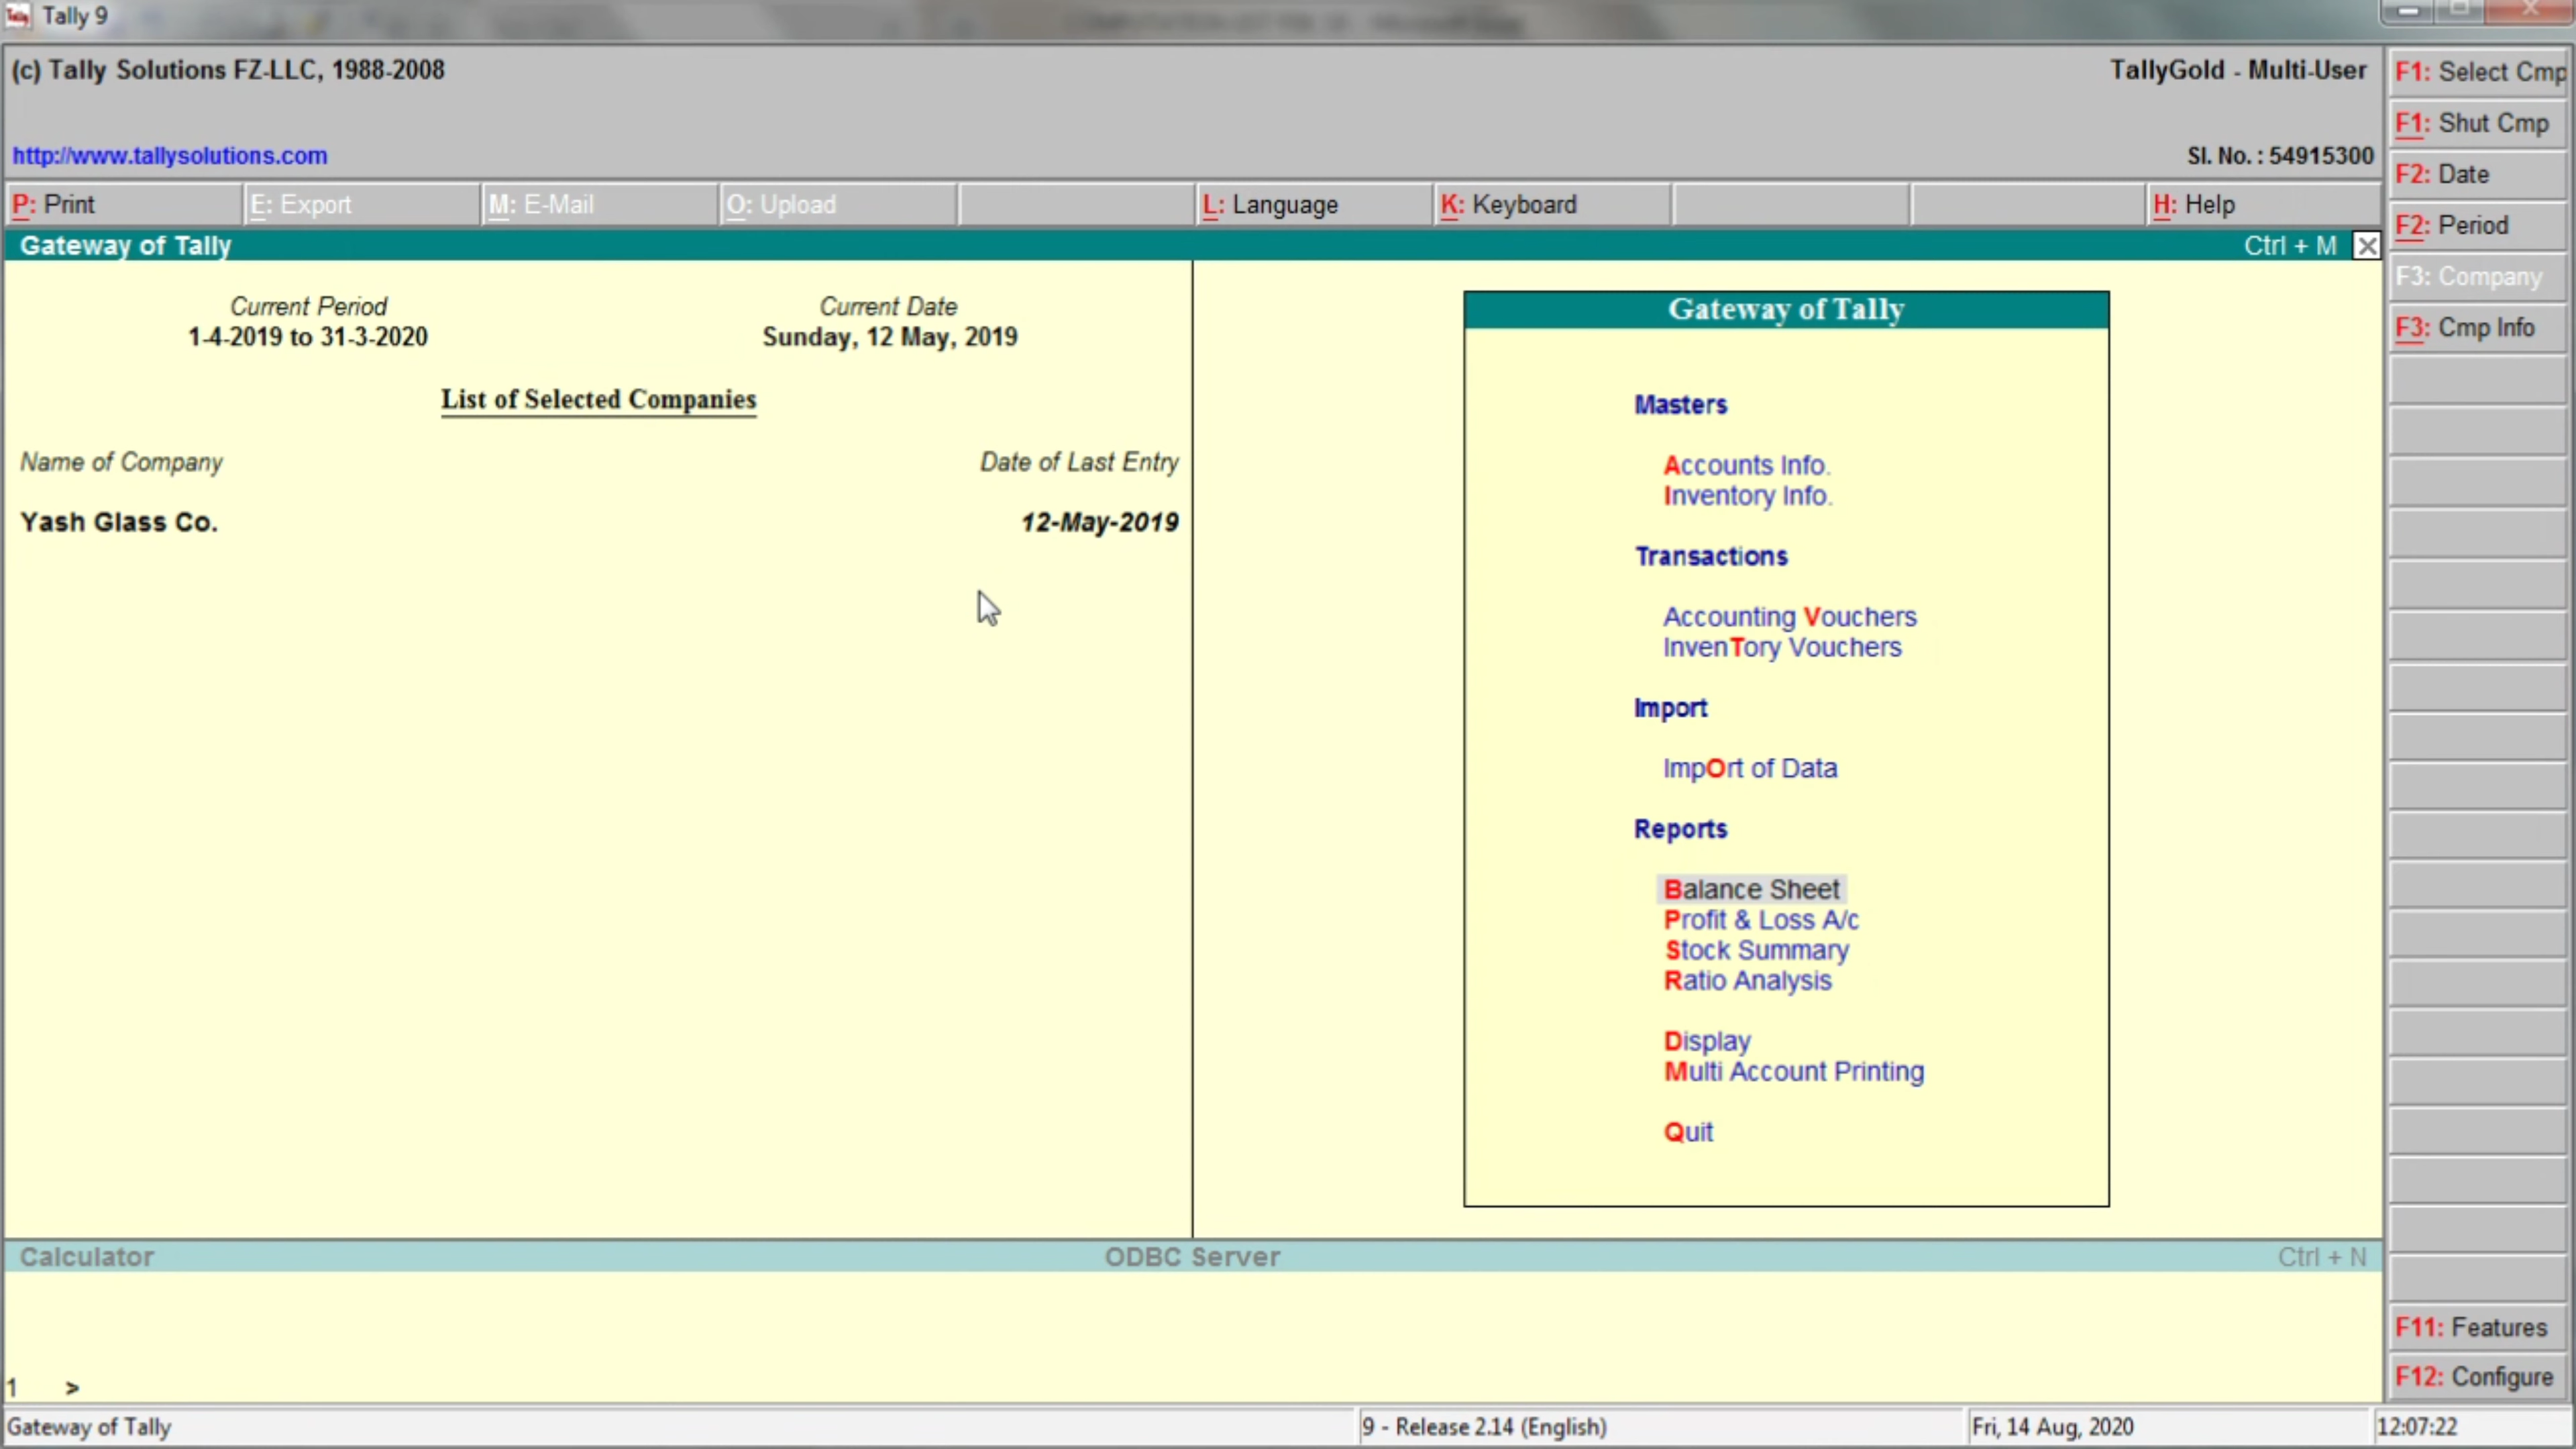 Tally 9
(c) Tally Solutions FZ-LLC, 1988-2008
TallyGold - Multi-User
http://www.tallysolutions.com
Sl. No. : 54915300
P: Print
E: Export
M: E-Mail
O: Upload
L: Language
K: Keyboard
H: Help
Gateway of Tally
Ctrl + M
Current Period
1-4-2019 to 31-3-2020
Current Date
Sunday, 12 May, 2019
List of Selected Companies
Name of Company
Date of Last Entry
Yash Glass Co.
12-May-2019
Gateway of Tally
Masters
Accounts Info.
Inventory Info.
Transactions
Accounting Vouchers
InvenTory Vouchers
Import
ImpOrt of Data
Reports
Balance Sheet
Profit & Loss A/c
Stock Summary
Ratio Analysis
Display
Multi Account Printing
Quit
F1: Select Cmp
F1: Shut Cmp
F2: Date
F2: Period
F3: Company
F3: Cmp Info
F11: Features
F12: Configure
Calculator
ODBC Server
Ctrl + N
1 >
Gateway of Tally
9 - Release 2.14 (English)
Fri, 14 Aug, 2020
12:07:22